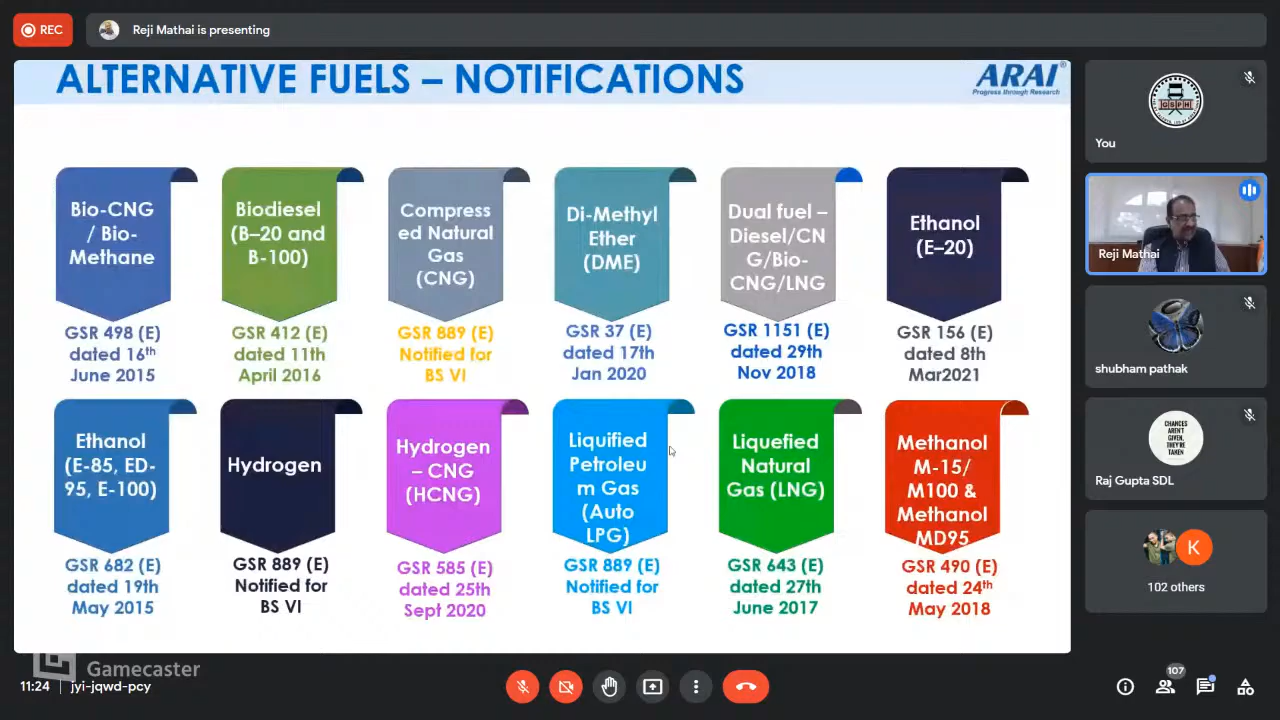 REC
Reji Mathai is presenting
ALTERNATIVE FUELS – NOTIFICATIONS
ARAI®
Progress through Research
Bio-CNG
/ Bio-
Methane
GSR 498 (E)
dated 16th
June 2015
Biodiesel
(B–20 and
B-100)
GSR 412 (E)
dated 11th
April 2016
Compress
ed Natural
Gas
(CNG)
GSR 889 (E)
Notified for
BS VI
Di-Methyl
Ether
(DME)
GSR 37 (E)
dated 17th
Jan 2020
Dual fuel –
Diesel/CN
G/Bio-
CNG/LNG
GSR 1151 (E)
dated 29th
Nov 2018
Ethanol
(E–20)
GSR 156 (E)
dated 8th
Mar2021
Ethanol
(E-85, ED-
95, E-100)
GSR 682 (E)
dated 19th
May 2015
Hydrogen
GSR 889 (E)
Notified for
BS VI
Hydrogen
– CNG
(HCNG)
GSR 585 (E)
dated 25th
Sept 2020
Liquified
Petroleu
m Gas
(Auto
LPG)
GSR 889 (E)
Notified for
BS VI
Liquefied
Natural
Gas (LNG)
GSR 643 (E)
dated 27th
June 2017
Methanol
M-15/
M100 &
Methanol
MD95
GSR 490 (E)
dated 24th
May 2018
GSPH
You
Reji Mathai
shubham pathak
CHANCES
AREN'T
GIVEN,
THEY'RE
TAKEN
Raj Gupta SDL
K
102 others
Gamecaster
11:24 | jyi-jqwd-pcy
107